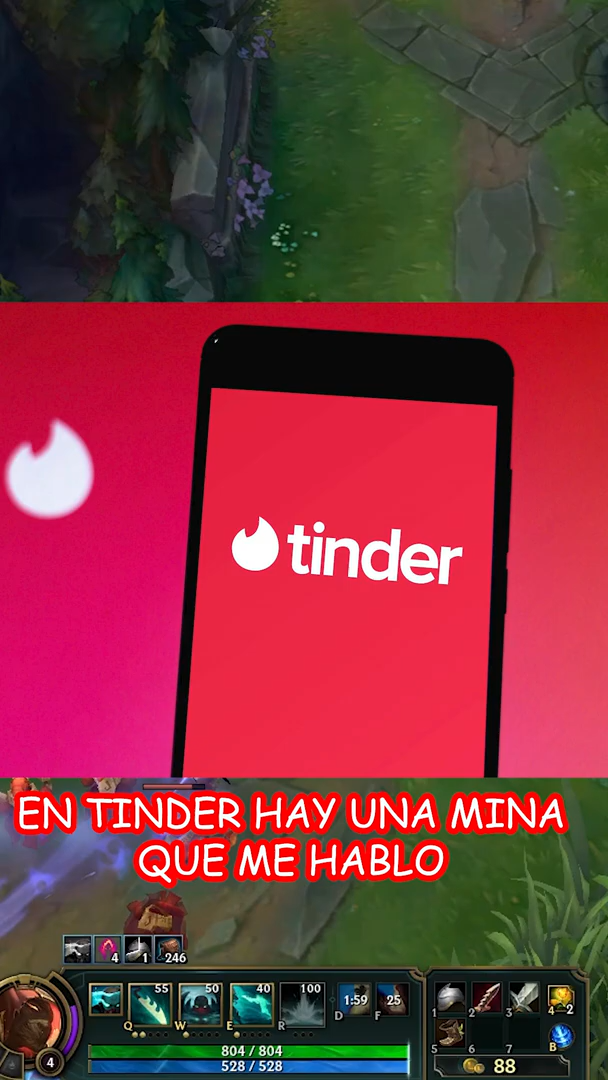 tinder
EN TINDER HAY UNA MINA
QUE ME HABLO
4 1 246
55 50 40 100 1:59 25
Q W E R D F
804 / 804
528 / 528
4
1 2 3 4 2
5 6 7 B
88